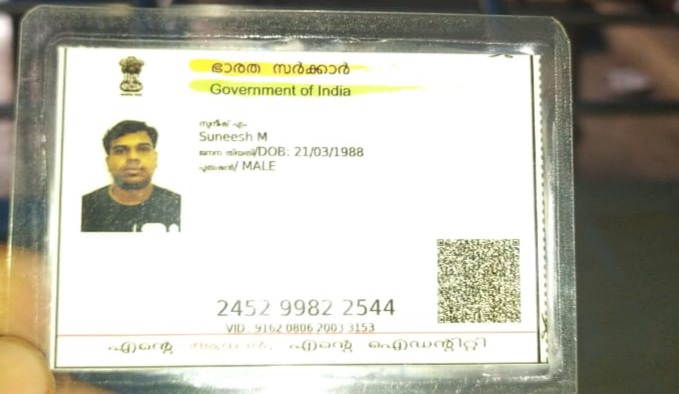 ഭാരത സർക്കാർ
Government of India
സുനീഷ് എം
Suneesh M
ജനന തിയതി/DOB: 21/03/1988
പുരുഷൻ/ MALE
2452 9982 2544
VID: 9162 0806 2003 3153
എന്റെ ആധാർ, എന്റെ ഐഡന്റിറ്റി